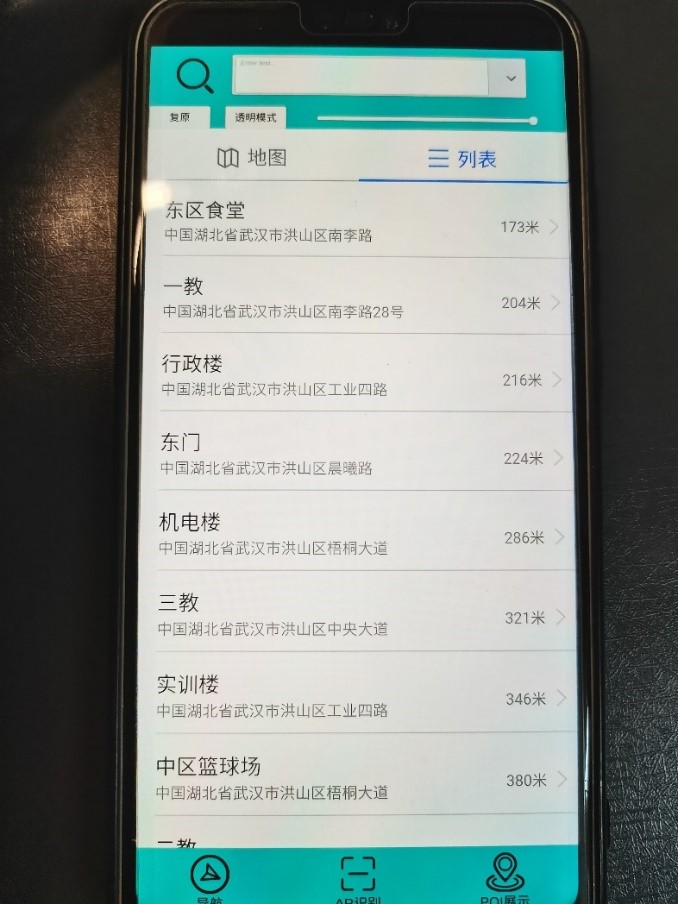 Enter text...
复原
透明模式
地图
列表
东区食堂
中国湖北省武汉市洪山区南李路
173米
一教
中国湖北省武汉市洪山区南李路28号
204米
行政楼
中国湖北省武汉市洪山区工业四路
216米
东门
中国湖北省武汉市洪山区晨曦路
224米
机电楼
中国湖北省武汉市洪山区梧桐大道
286米
三教
中国湖北省武汉市洪山区中央大道
321米
实训楼
中国湖北省武汉市洪山区工业四路
346米
中区篮球场
中国湖北省武汉市洪山区梧桐大道
380米
二教
导航
AR识别
POI展示